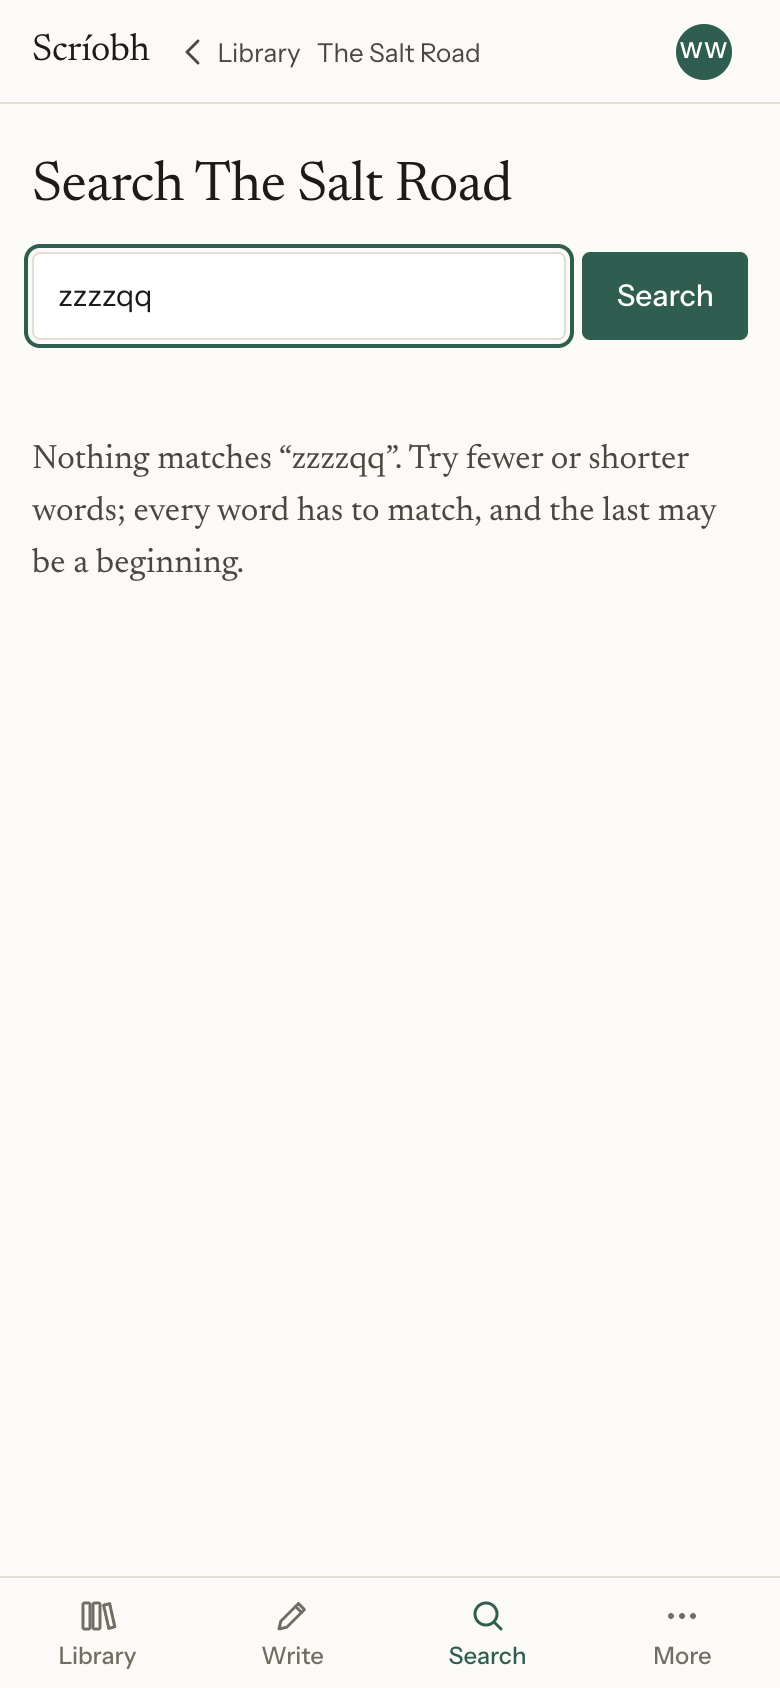 Scríobh
Library The Salt Road
WW
Search The Salt Road
zzzzqq
Search
Nothing matches “zzzzqq”. Try fewer or shorter
words; every word has to match, and the last may
be a beginning.
Library
Write
Search
More